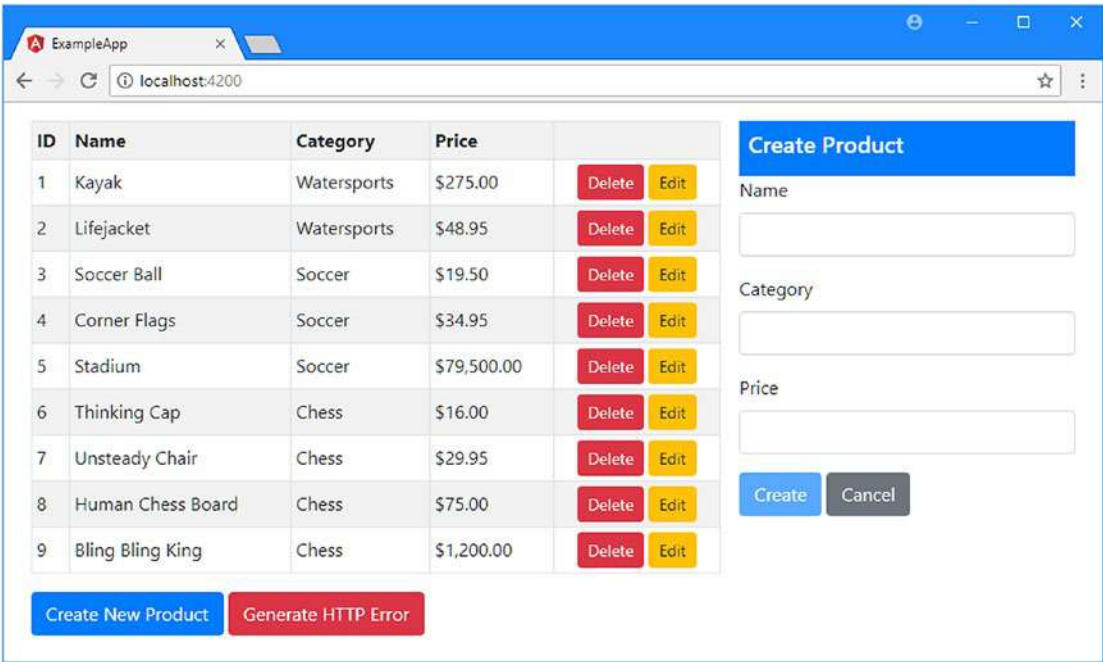 ExampleApp
localhost:4200
ID Name Category Price
1 Kayak Watersports $275.00 Delete Edit
2 Lifejacket Watersports $48.95 Delete Edit
3 Soccer Ball Soccer $19.50 Delete Edit
4 Corner Flags Soccer $34.95 Delete Edit
5 Stadium Soccer $79,500.00 Delete Edit
6 Thinking Cap Chess $16.00 Delete Edit
7 Unsteady Chair Chess $29.95 Delete Edit
8 Human Chess Board Chess $75.00 Delete Edit
9 Bling Bling King Chess $1,200.00 Delete Edit
Create New Product Generate HTTP Error
Create Product
Name
Category
Price
Create Cancel